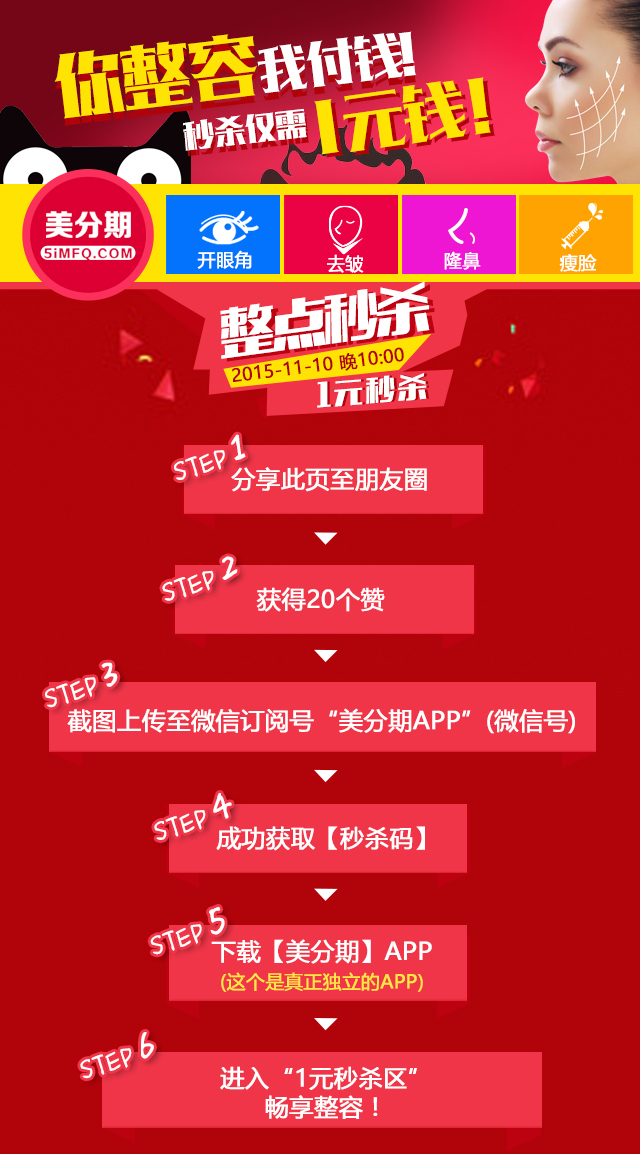 你整容我付钱!
秒杀仅需1元钱!
美分期
SiMFQ.COM
开眼角
去皱
隆鼻
瘦脸
整点秒杀
2015-11-10 晚10:00
1元秒杀
STEP 1
分享此页至朋友圈
STEP 2
获得20个赞
STEP 3
截图上传至微信订阅号“美分期APP”(微信号)
STEP 4
成功获取【秒杀码】
STEP 5
下载【美分期】APP
(这个是真正独立的APP)
STEP 6
进入“1元秒杀区”
畅享整容！